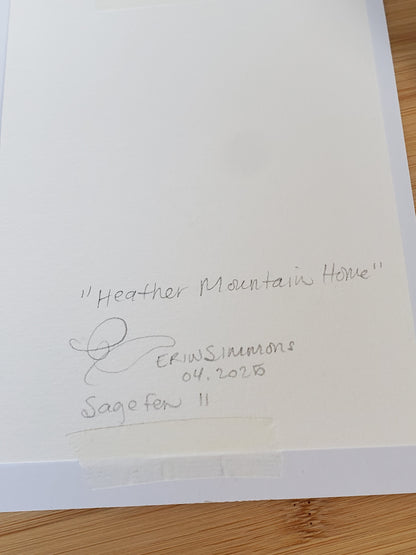 "Heather Mountain Home"
ERIN SIMMONS
04.2025
Sagefen II